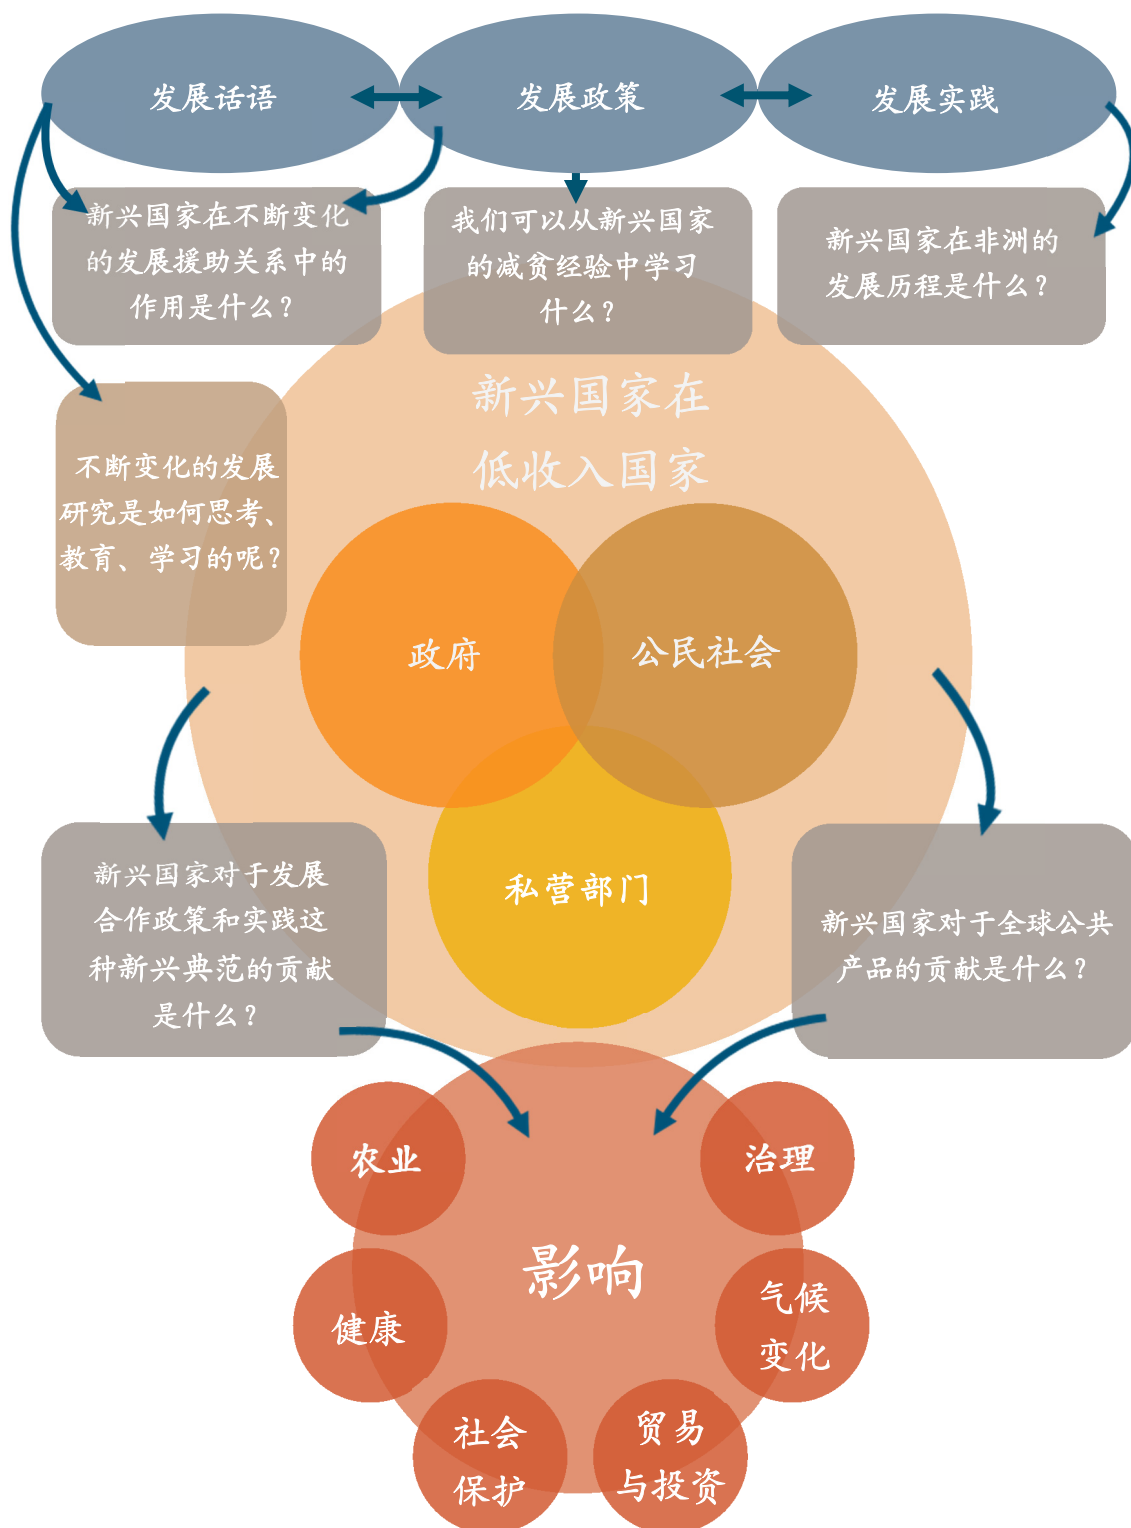 发展话语
发展政策
发展实践
新兴国家在不断变化
的发展援助关系中的
作用是什么？
我们可以从新兴国家
的减贫经验中学习
什么？
新兴国家在非洲的
发展历程是什么？
新兴国家在
低收入国家
不断变化的发展
研究是如何思考、
教育、学习的呢？
政府
公民社会
私营部门
新兴国家对于发展
合作政策和实践这
种新兴典范的贡献
是什么？
新兴国家对于全球公共
产品的贡献是什么？
农业
治理
影响
健康
气候
变化
社会
保护
贸易
与投资